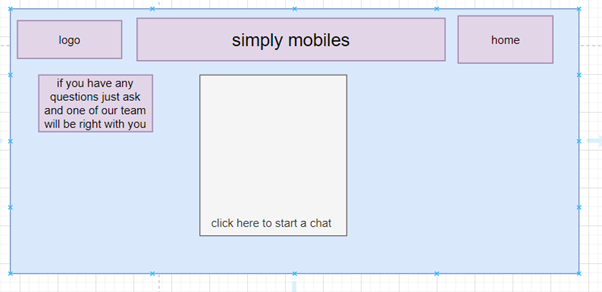 logo
simply mobiles
home
if you have any
questions just ask
and one of our team
will be right with you
click here to start a chat